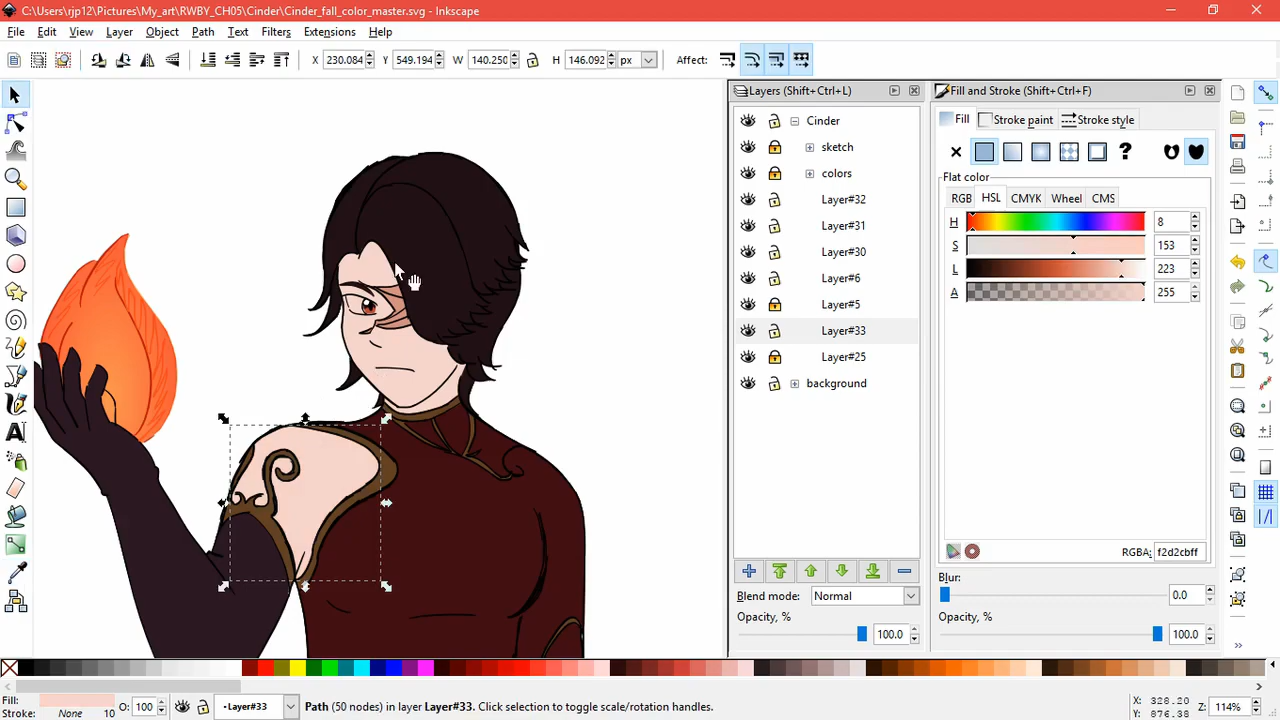 C:\Users\rjp12\Pictures\My_art\RWBY_CH05\Cinder\Cinder_fall_color_master.svg - Inkscape
File Edit View Layer Object Path Filters Text Extensions Help
X 230.084 Y 549.194 W 140.250 H 146.092 px Affect:
Layers (Shift+Ctrl+L)
Fill and Stroke (Shift+Ctrl+F)
Cinder
sketch
colors
Layer#32
Layer#31
Layer#30
Layer#6
Layer#5
Layer#33
Layer#25
background
Blend mode: Normal
Opacity, %
100.0
Fill Stroke paint Stroke style
?
Flat color
RGB HSL CMYK Wheel CMS
H 8
S 153
L 223
A 255
RGBA: f2d2cbff
Blur:
0.0
Opacity, %
100.0
Fill:
Stroke: None 10
O: 100
•Layer#33
Path (50 nodes) in layer Layer#33. Click selection to toggle scale/rotation handles.
X: 326.20
Y: 876.38
Z: 114%